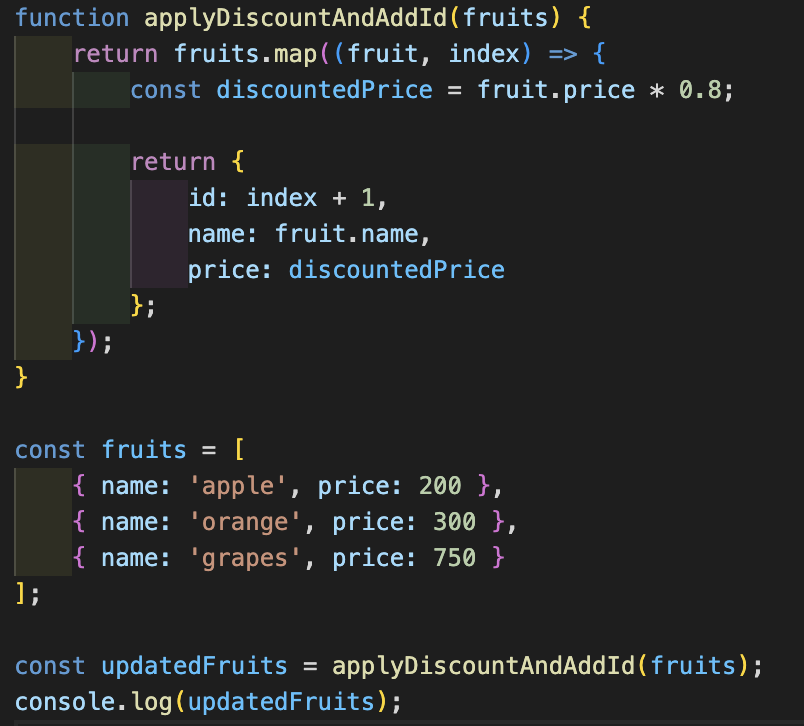 function applyDiscountAndAddId(fruits) {
    return fruits.map((fruit, index) => {
        const discountedPrice = fruit.price * 0.8;

        return {
            id: index + 1,
            name: fruit.name,
            price: discountedPrice
        };
    });
}

const fruits = [
    { name: 'apple', price: 200 },
    { name: 'orange', price: 300 },
    { name: 'grapes', price: 750 }
];

const updatedFruits = applyDiscountAndAddId(fruits);
console.log(updatedFruits);